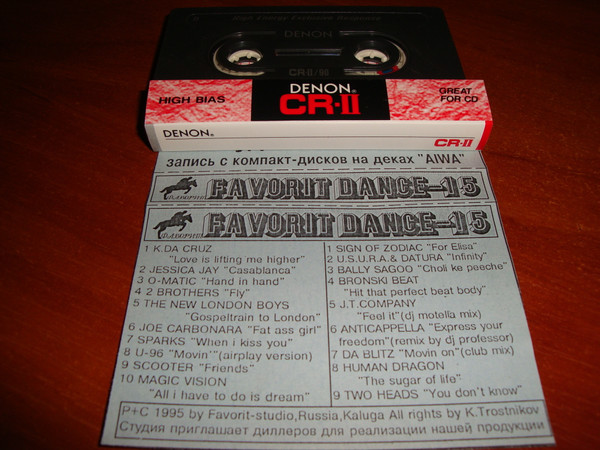 High Energy Extension Response
DENON
CR-II/90
HIGH BIAS
DENON®
CR-II
GREAT FOR CD
DENON®
CR-II
запись с компакт-дисков на деках "AIWA"
FAVORIT DANCE-15
FAVORIT DANCE-15
1 K.DA CRUZ
"Love is lifting me higher"
2 JESSICA JAY "Casablanca"
3 O-MATIC "Hand in hand"
4 2 BROTHERS "Fly"
5 THE NEW LONDON BOYS
"Gospeltrain to London"
6 JOE CARBONARA "Fat ass girl"
7 SPARKS "When i kiss you"
8 U-96 "Movin'"(airplay version)
9 SCOOTER "Friends"
10 MAGIC VISION
"All i have to do is dream"
1 SIGN OF ZODIAC "For Elisa"
2 U.S.U.R.A.& DATURA "Infinity"
3 BALLY SAGOO "Choli ke peeche"
4 BRONSKI BEAT
"Hit that perfect beat body"
5 J.T.COMPANY
"Feel it"(dj motella mix)
6 ANTICAPPELLA "Express your
freedom"(remix by dj professor)
7 DA BLITZ "Movin on"(club mix)
8 HUMAN DRAGON
"The sugar of life"
9 TWO HEADS "You don't know"
P+C 1995 by Favorit-studio,Russia,Kaluga All rights by K.Trostnikov
Студия приглашает диллеров для реализации нашей продукции